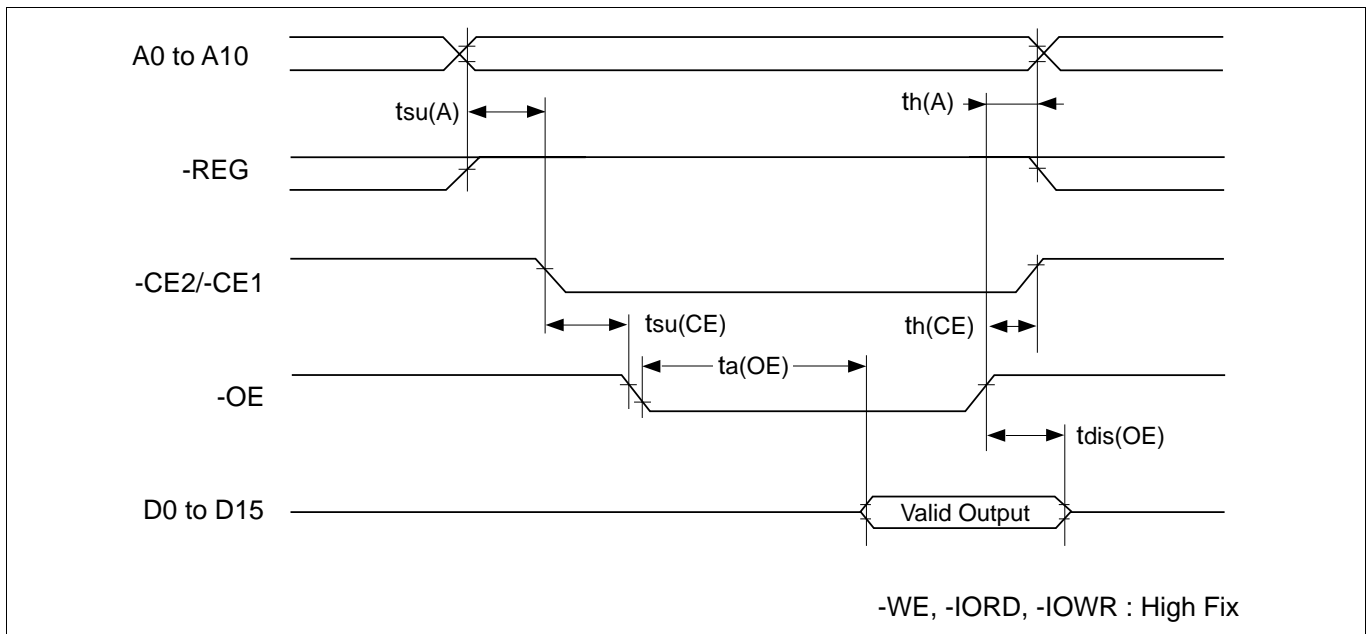 A0 to A10
tsu(A)
th(A)
-REG
-CE2/-CE1
tsu(CE)
th(CE)
ta(OE)
-OE
tdis(OE)
D0 to D15
Valid Output
-WE, -IORD, -IOWR : High Fix